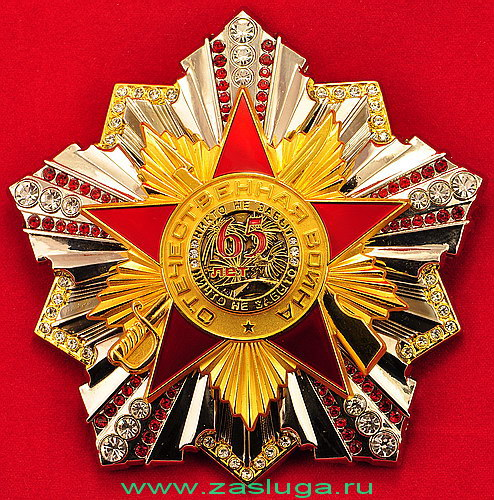 ОТЕЧЕСТВЕННАЯ ВОЙНА
НИКТО НЕ ЗАБЫТ
65
лет
НИЧТО НЕ ЗАБЫТО
www.zasluga.ru